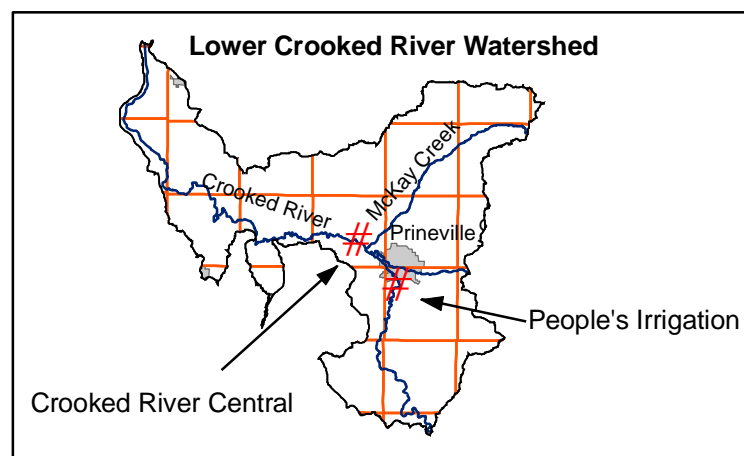 Lower Crooked River Watershed
McKay Creek
Crooked River
Prineville
People's Irrigation
Crooked River Central